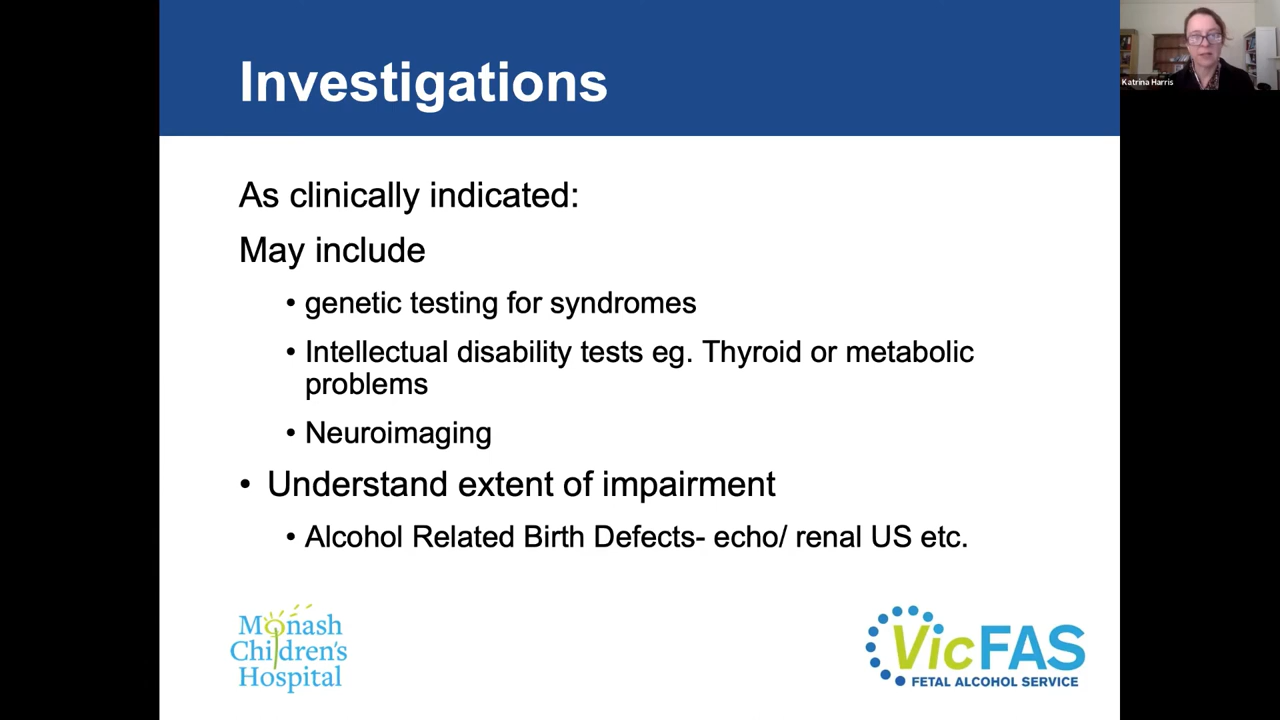 Investigations
Katrina Harris
As clinically indicated:
May include
• genetic testing for syndromes
• Intellectual disability tests eg. Thyroid or metabolic
problems
• Neuroimaging
• Understand extent of impairment
• Alcohol Related Birth Defects- echo/ renal US etc.
Monash
Children's
Hospital
VicFAS
FETAL ALCOHOL SERVICE